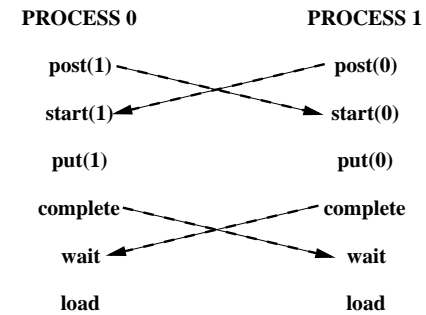 PROCESS 0 PROCESS 1
post(1) post(0)
start(1) start(0)
put(1) put(0)
complete complete
wait wait
load load